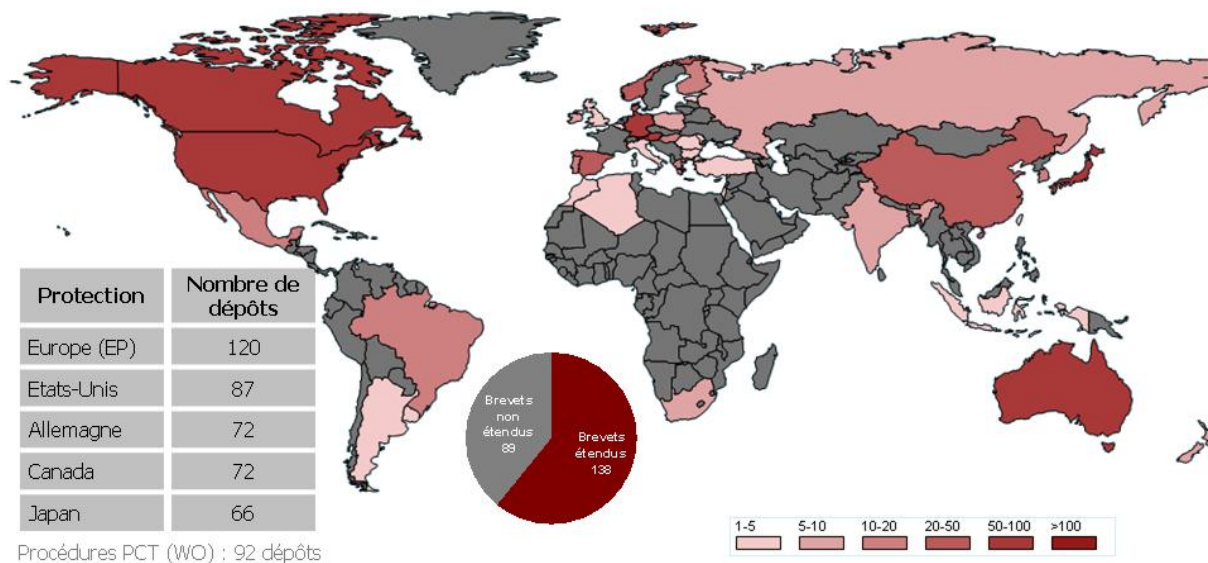 Protection
Nombre de
dépôts
Europe (EP)
120
Etats-Unis
87
Allemagne
72
Canada
72
Japan
66
Procédures PCT (WO) : 92 dépôts
Brevets
non
étendus
89
Brevets
étendus
138
1-5
5-10
10-20
20-50
50-100
>100